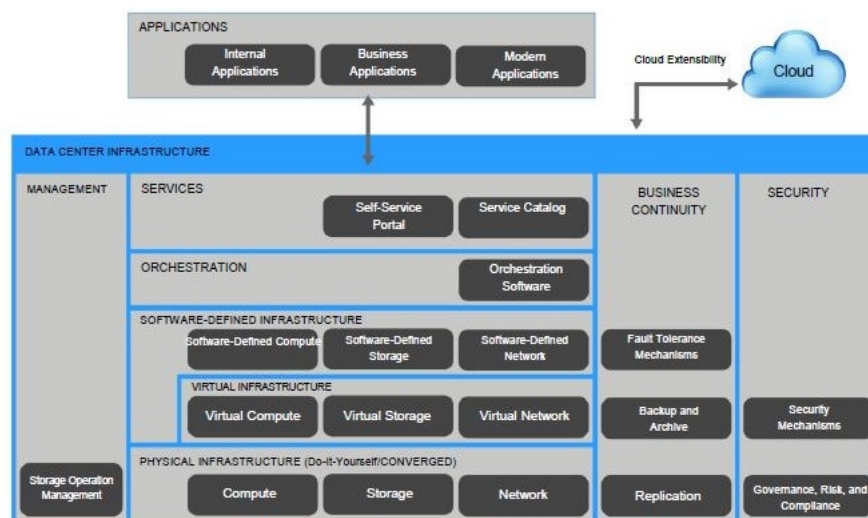 APPLICATIONS
Internal
Applications
Business
Applications
Modern
Applications
Cloud Extensibility
Cloud
DATA CENTER INFRASTRUCTURE
MANAGEMENT
Storage Operation
Management
SERVICES
Self-Service
Portal
Service Catalog
ORCHESTRATION
Orchestration
Software
SOFTWARE-DEFINED INFRASTRUCTURE
Software-Defined Compute
Software-Defined
Storage
Software-Defined
Network
VIRTUAL INFRASTRUCTURE
Virtual Compute
Virtual Storage
Virtual Network
PHYSICAL INFRASTRUCTURE (Do-It-Yourself/CONVERGED)
Compute
Storage
Network
BUSINESS
CONTINUITY
Fault Tolerance
Mechanisms
Backup and
Archive
Replication
SECURITY
Security
Mechanisms
Governance, Risk, and
Compliance